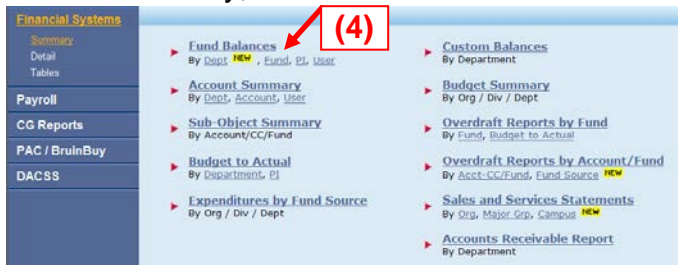 Financial Systems
Summary
Detail
Tables
Payroll
CG Reports
PAC / BruinBuy
DACSS
(4)
Fund Balances
By Dept NEW , Fund, PI, User
Account Summary
By Dept, Account, User
Sub-Object Summary
By Account/CC/Fund
Budget to Actual
By Department, PI
Expenditures by Fund Source
By Org / Div / Dept
Custom Balances
By Department
Budget Summary
By Org / Div / Dept
Overdraft Reports by Fund
By Fund, Budget to Actual
Overdraft Reports by Account/Fund
By Acct-CC/Fund, Fund Source NEW
Sales and Services Statements
By Org, Major Grp, Campus NEW
Accounts Receivable Report
By Department